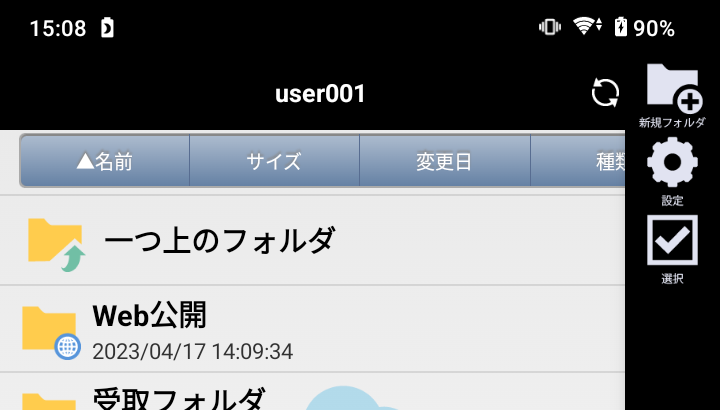 15:08
90%
user001
新規フォルダ
▲名前 サイズ 変更日 種類
設定
一つ上のフォルダ
選択
Web公開
2023/04/17 14:09:34
受取フォルダ